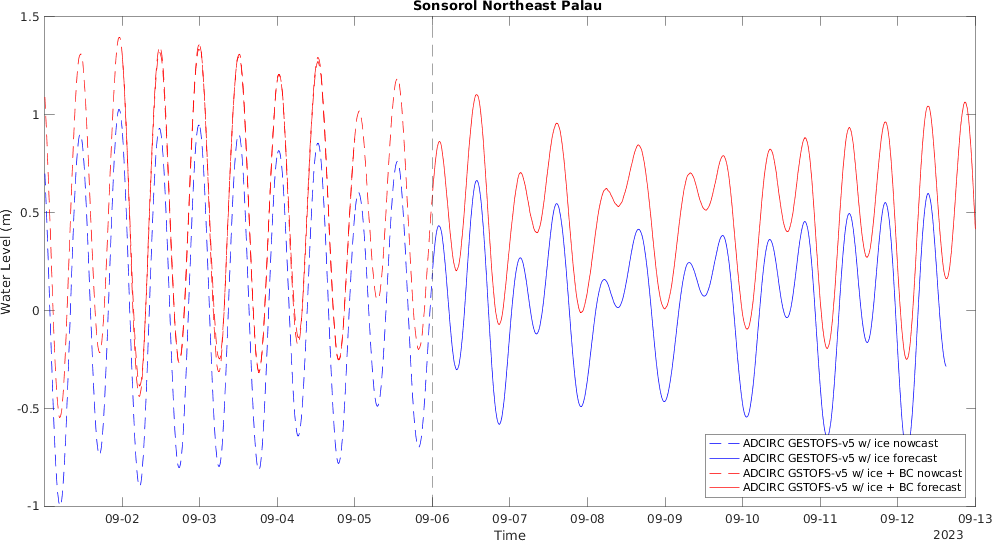 Sonsorol Northeast Palau
1.5
1
0.5
0
-0.5
-1
Water Level (m)
09-02
09-03
09-04
09-05
09-06
09-07
09-08
09-09
09-10
09-11
09-12
09-13
2023
Time
ADCIRC GESTOFS-v5 w/ ice nowcast
ADCIRC GESTOFS-v5 w/ ice forecast
ADCIRC GSTOFS-v5 w/ ice + BC nowcast
ADCIRC GSTOFS-v5 w/ ice + BC forecast